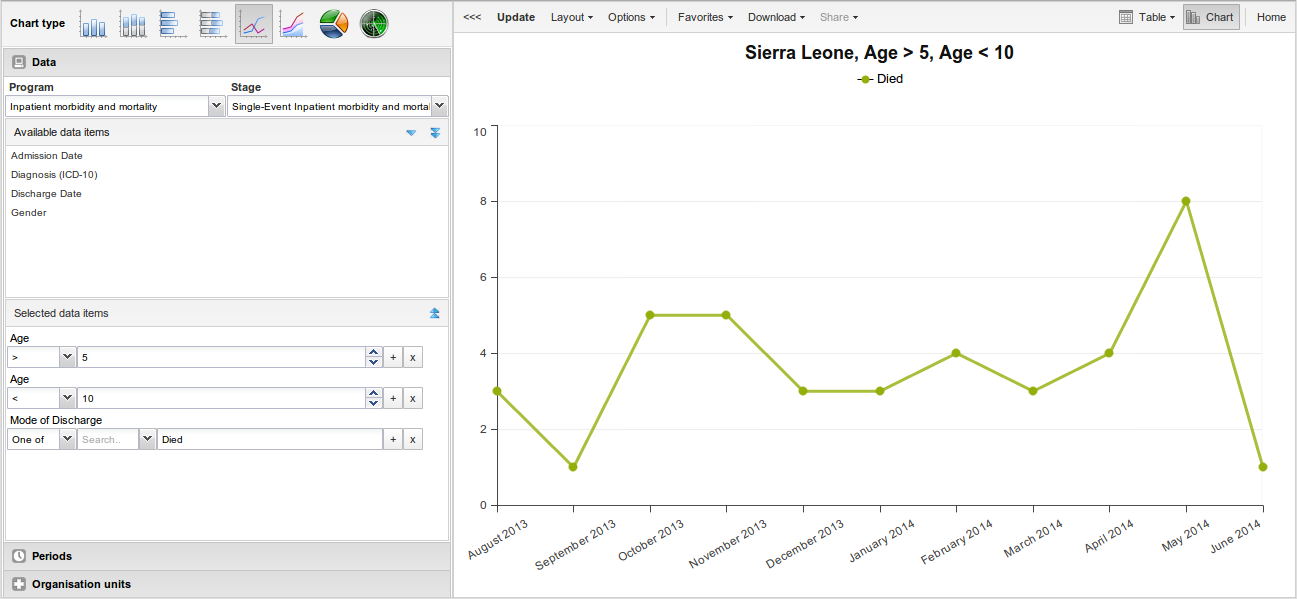 Chart type
Data
Program Stage
Inpatient morbidity and mortality Single-Event Inpatient morbidity and mortal
Available data items
Admission Date
Diagnosis (ICD-10)
Discharge Date
Gender
Selected data items
Age
> 5 + x
Age
< 10 + x
Mode of Discharge
One of Search.. Died + x
Periods
Organisation units
<<< Update Layout Options Favorites Download Share Table Chart Home
Sierra Leone, Age > 5, Age < 10
Died
10
8
6
4
2
0
August 2013 September 2013 October 2013 November 2013 December 2013 January 2014 February 2014 March 2014 April 2014 May 2014 June 2014